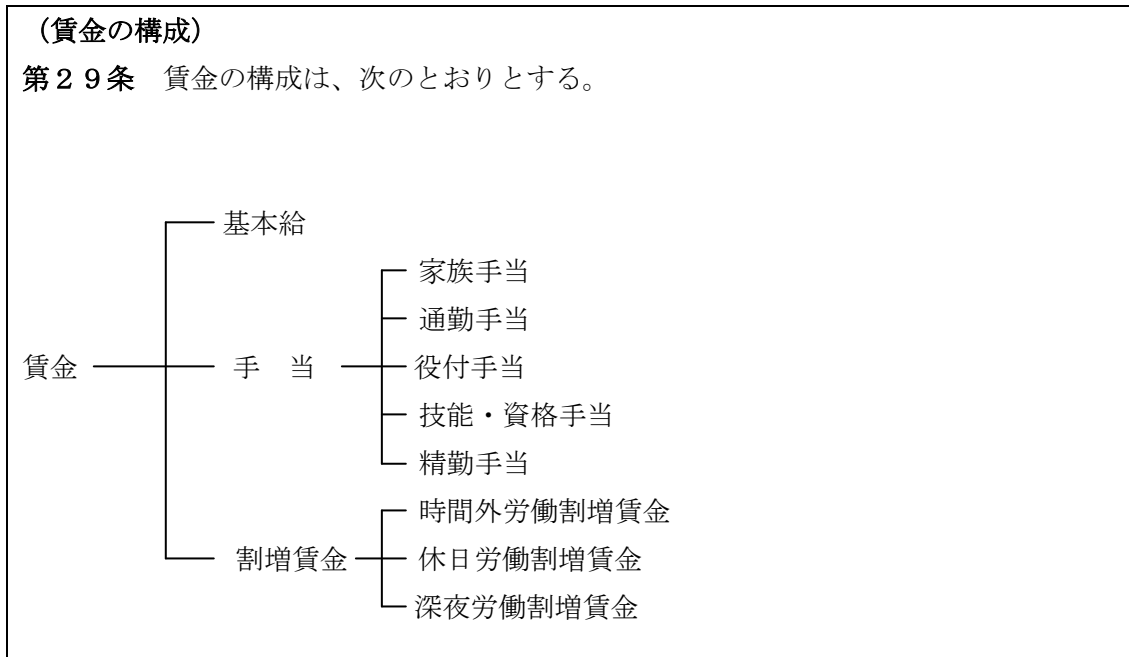 （賃金の構成）
第２９条　賃金の構成は、次のとおりとする。
基本給
家族手当
通勤手当
賃金　手　当　役付手当
技能・資格手当
精勤手当
時間外労働割増賃金
割増賃金　休日労働割増賃金
深夜労働割増賃金